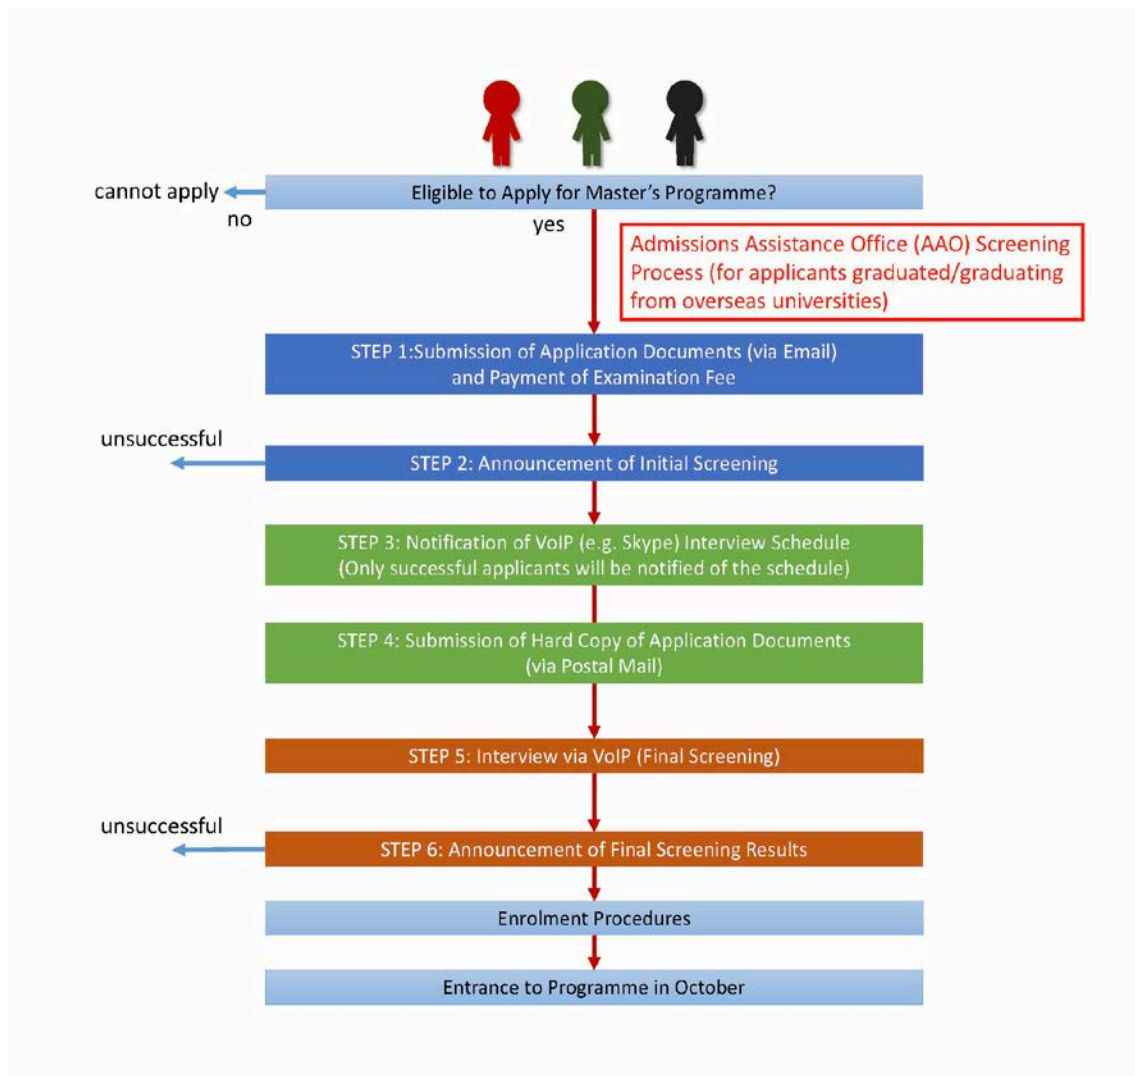 Eligible to Apply for Master's Programme?
cannot apply
no
yes
Admissions Assistance Office (AAO) Screening
Process (for applicants graduated/graduating
from overseas universities)
STEP 1:Submission of Application Documents (via Email)
and Payment of Examination Fee
unsuccessful
STEP 2: Announcement of Initial Screening
STEP 3: Notification of VoIP (e.g. Skype) Interview Schedule
(Only successful applicants will be notified of the schedule)
STEP 4: Submission of Hard Copy of Application Documents
(via Postal Mail)
STEP 5: Interview via VoIP (Final Screening)
unsuccessful
STEP 6: Announcement of Final Screening Results
Enrolment Procedures
Entrance to Programme in October